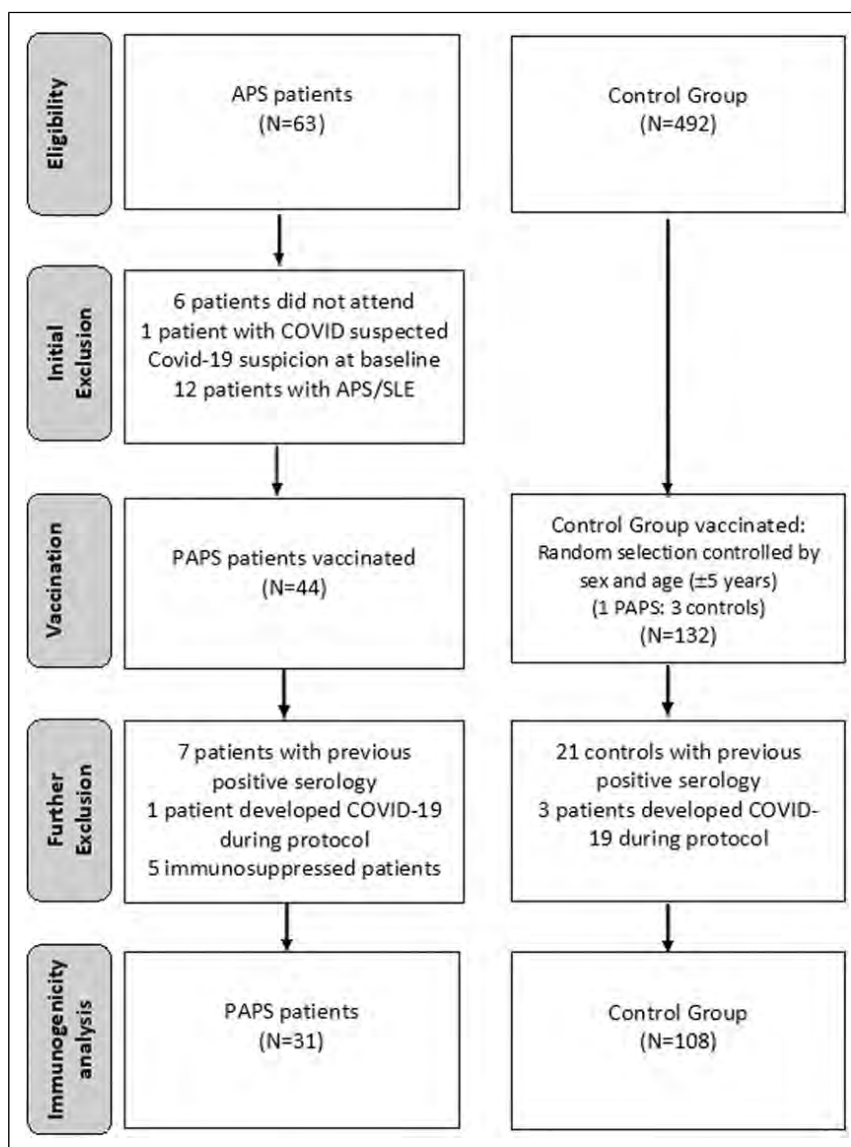 Eligibility
APS patients
(N=63)
Control Group
(N=492)
Initial
Exclusion
6 patients did not attend
1 patient with COVID suspected
Covid-19 suspicion at baseline
12 patients with APS/SLE
Vaccination
PAPS patients vaccinated
(N=44)
Control Group vaccinated:
Random selection controlled by
sex and age (±5 years)
(1 PAPS: 3 controls)
(N=132)
Further
Exclusion
7 patients with previous
positive serology
1 patient developed COVID-19
during protocol
5 immunosuppressed patients
21 controls with previous
positive serology
3 patients developed COVID-
19 during protocol
Immunogenicity
analysis
PAPS patients
(N=31)
Control Group
(N=108)